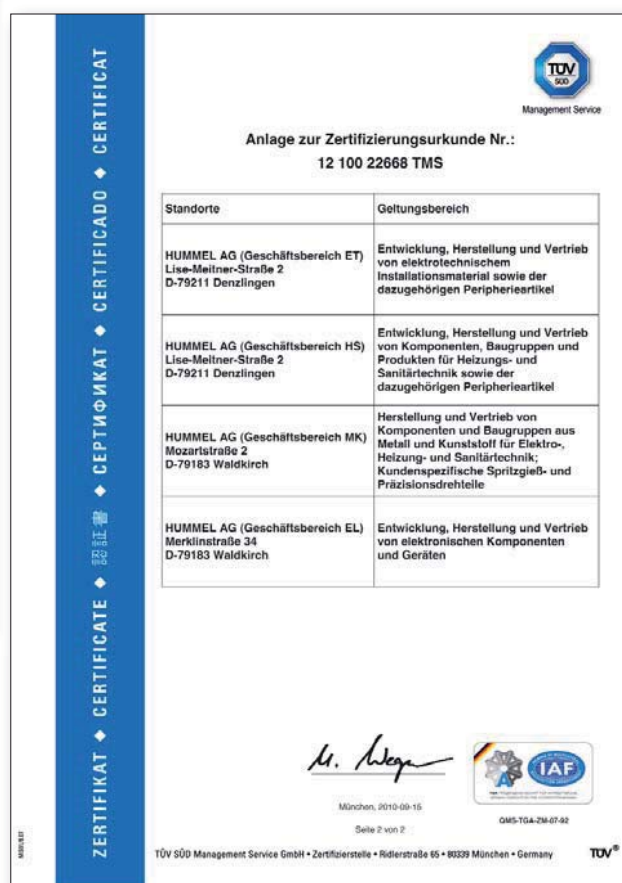 TÜV
SÜD
Management Service
Anlage zur Zertifizierungsurkunde Nr.:
12 100 22668 TMS
Standorte
Geltungsbereich
HUMMEL AG (Geschäftsbereich ET)
Lise-Meitner-Straße 2
D-79211 Denzlingen
Entwicklung, Herstellung und Vertrieb
von elektrotechnischem
Installationsmaterial sowie der
dazugehörigen Peripherieartikel
HUMMEL AG (Geschäftsbereich HS)
Lise-Meitner-Straße 2
D-79211 Denzlingen
Entwicklung, Herstellung und Vertrieb
von Komponenten, Baugruppen und
Produkten für Heizungs- und
Sanitärtechnik sowie der
dazugehörigen Peripherieartikel
HUMMEL AG (Geschäftsbereich MK)
Mozartstraße 2
D-79183 Waldkirch
Herstellung und Vertrieb von
Komponenten und Baugruppen aus
Metall und Kunststoff für Elektro-,
Heizung- und Sanitärtechnik;
Kundenspezifische Spritzgieß- und
Präzisionsdrehteile
HUMMEL AG (Geschäftsbereich EL)
Merklinstraße 34
D-79183 Waldkirch
Entwicklung, Herstellung und Vertrieb
von elektronischen Komponenten
und Geräten
München, 2010-09-15
Seite 2 von 2
IAF
QMS-TGA-ZM-07-92
TÜV SÜD Management Service GmbH • Zertifizierstelle • Ridlerstraße 65 • 80339 München • Germany
TÜV®
ZERTIFIKAT ◆ CERTIFICATE ◆ 認証書 ◆ СЕРТИФИКАТ ◆ CERTIFICADO ◆ CERTIFICAT